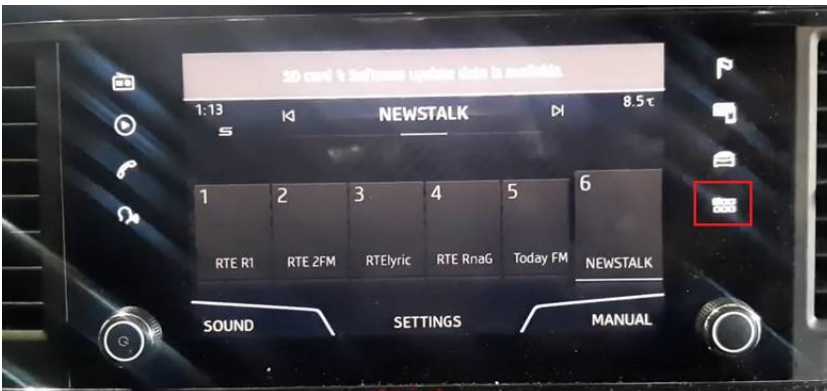 SD card 1: Software update data is available.
1:13
NEWSTALK
8.5°C
1
2
3
4
5
6
RTE R1
RTE 2FM
RTElyric
RTE RnaG
Today FM
NEWSTALK
SOUND
SETTINGS
MANUAL